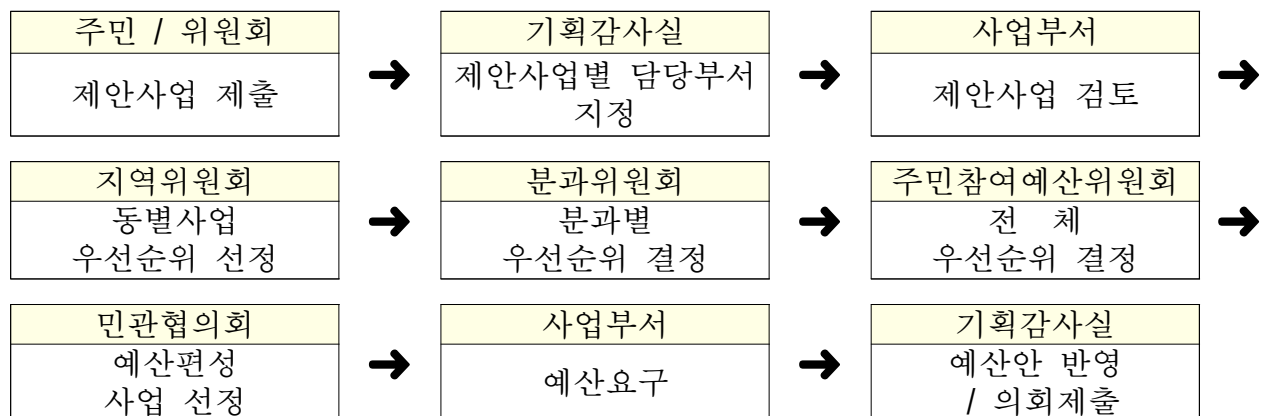 주민 / 위원회
제안사업 제출
➔
기획감사실
제안사업별 담당부서
지정
➔
사업부서
제안사업 검토
➔
지역위원회
동별사업
우선순위 선정
➔
분과위원회
분과별
우선순위 결정
➔
주민참여예산위원회
전 체
우선순위 결정
➔
민관협의회
예산편성
사업 선정
➔
사업부서
예산요구
➔
기획감사실
예산안 반영
/ 의회제출